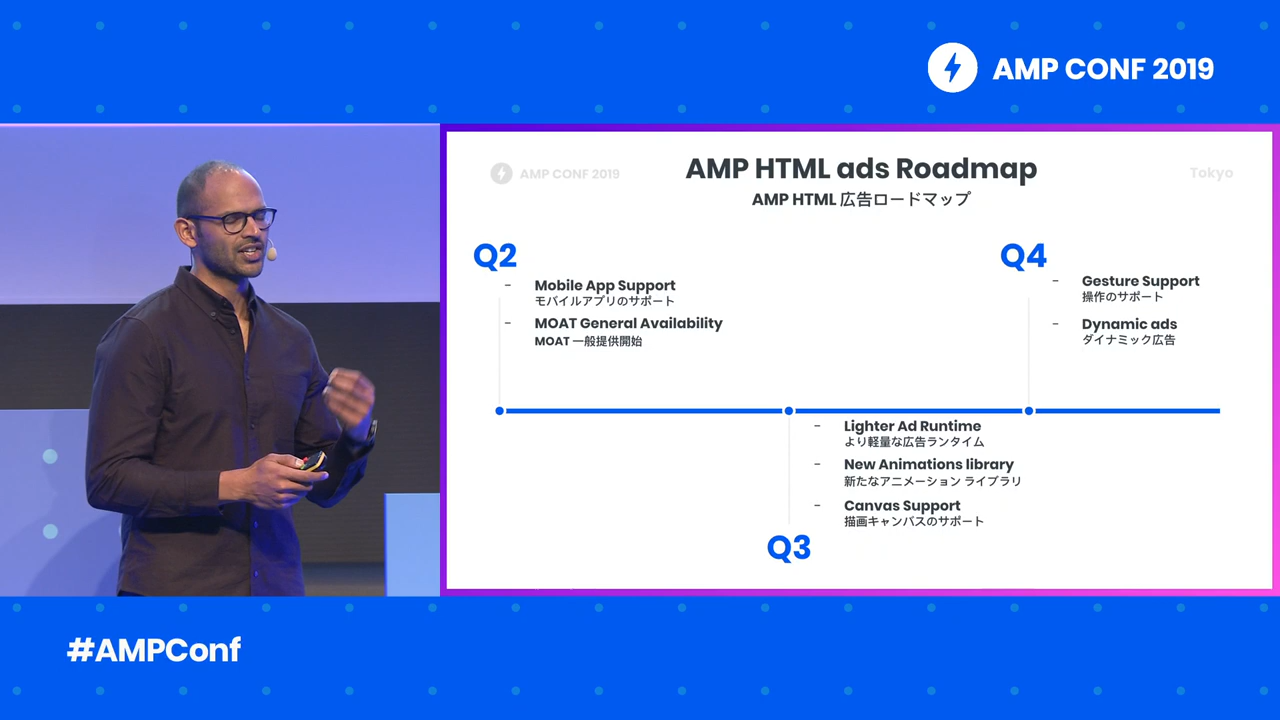 AMP CONF 2019
AMP CONF 2019
AMP HTML ads Roadmap
Tokyo
AMP HTML 広告ロードマップ
Q2
- Mobile App Support
モバイルアプリのサポート
- MOAT General Availability
MOAT 一般提供開始
Q4
- Gesture Support
操作のサポート
- Dynamic ads
ダイナミック広告
- Lighter Ad Runtime
より軽量な広告ランタイム
- New Animations library
新たなアニメーション ライブラリ
- Canvas Support
描画キャンバスのサポート
Q3
#AMPConf